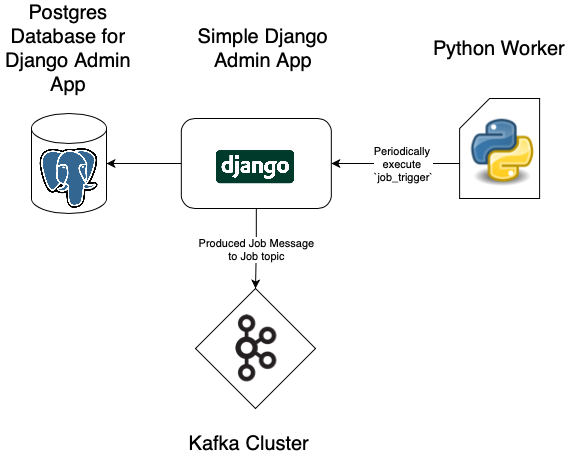 Postgres
Database for
Django Admin
App
Simple Django
Admin App
Python Worker
django
Periodically
execute
`job_trigger`
Produced Job Message
to Job topic
Kafka Cluster